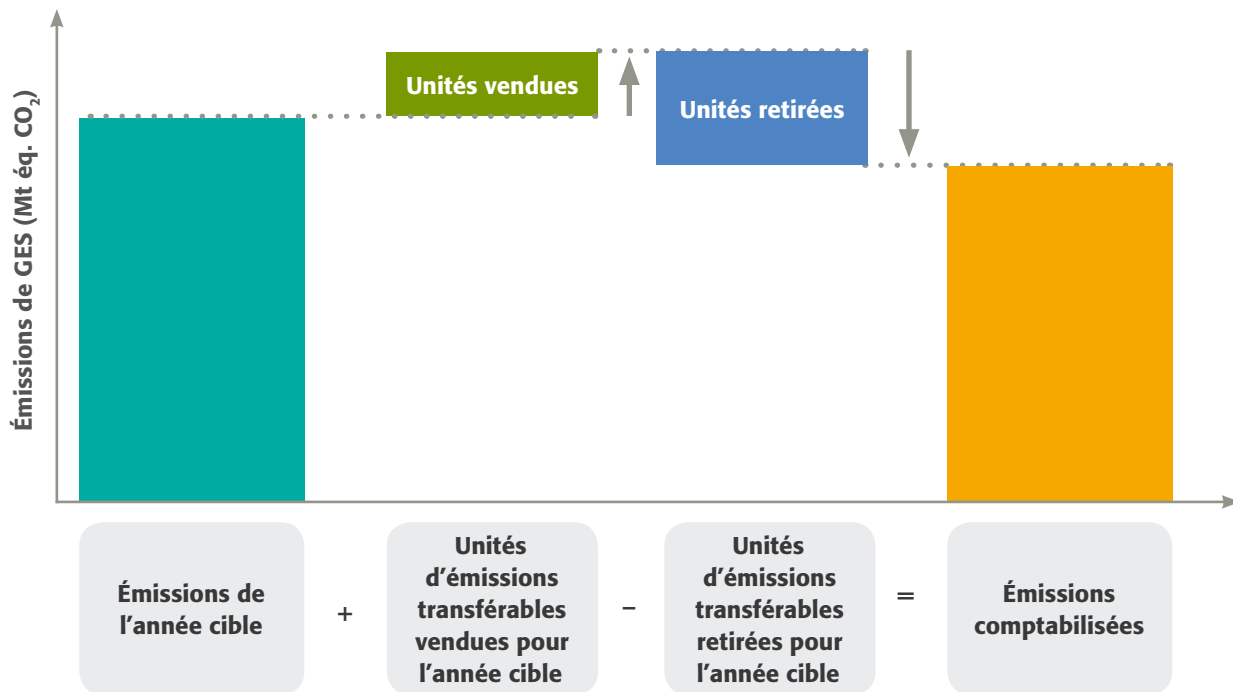 Émissions de GES (Mt éq. CO₂)
Unités vendues
Unités retirées
Émissions de
l’année cible
+
Unités
d’émissions
transférables
vendues pour
l’année cible
–
Unités
d’émissions
transférables
retirées pour
l’année cible
=
Émissions
comptabilisées